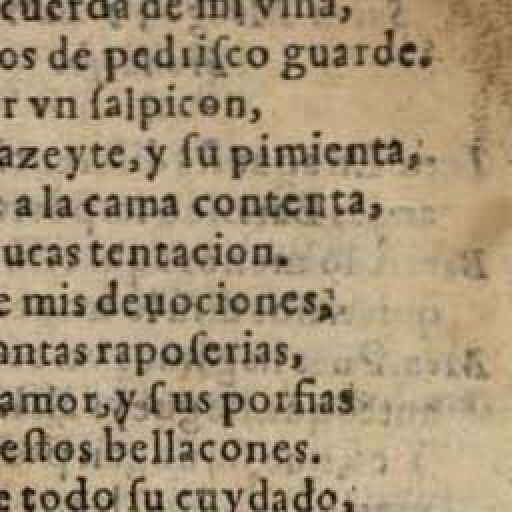 cuerda de mi viña,
os de pedriſco guarde.
r vn ſalpicon,
azeyte, y ſu pimienta,
a la cama contenta,
ucas tentacion.
e mis deuociones,
antas rapoſerias,
amor, y ſus porfias
eſtos bellacones.
e todo ſu cuydado,